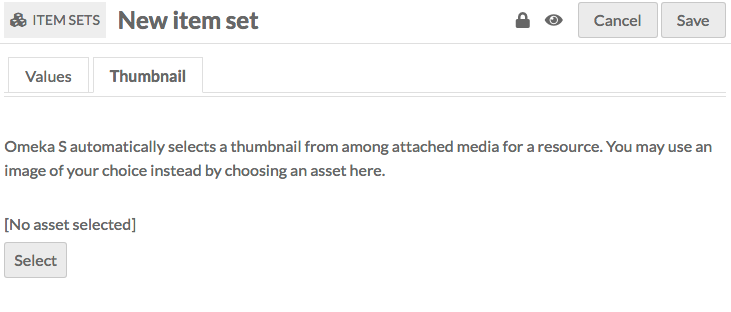 ITEM SETS New item set Cancel Save
Values Thumbnail
Omeka S automatically selects a thumbnail from among attached media for a resource. You may use an
image of your choice instead by choosing an asset here.
[No asset selected]
Select